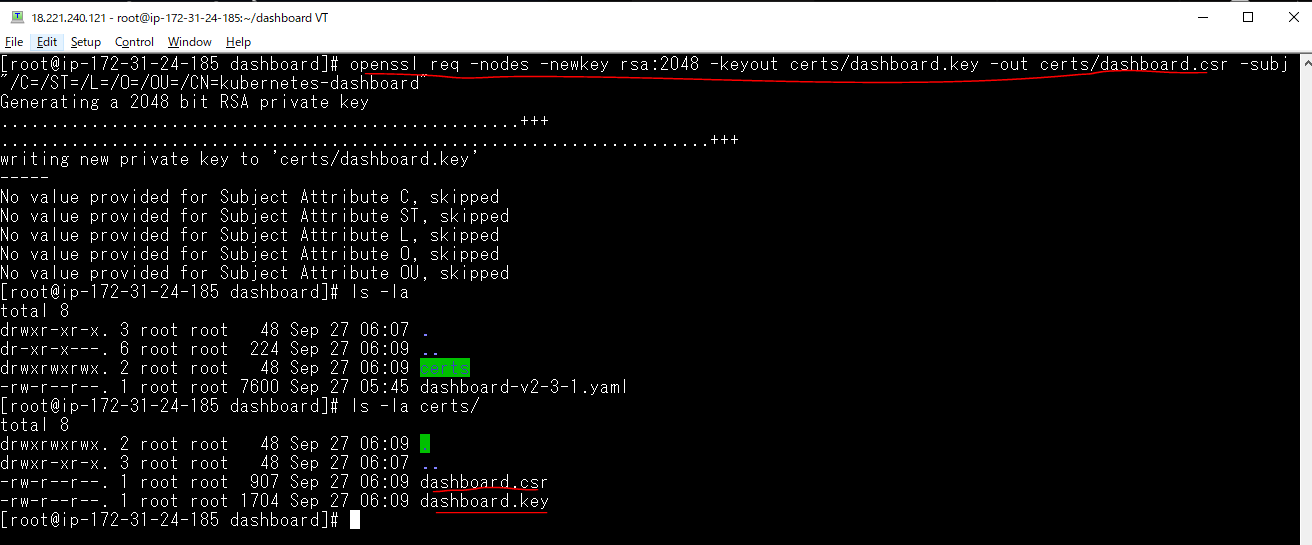 18.221.240.121 - root@ip-172-31-24-185:~/dashboard VT
File Edit Setup Control Window Help
[root@ip-172-31-24-185 dashboard]# openssl req -nodes -newkey rsa:2048 -keyout certs/dashboard.key -out certs/dashboard.csr -subj
"/C=/ST=/L=/O=/OU=/CN=kubernetes-dashboard"
Generating a 2048 bit RSA private key
....................................................+++
.......................................................................+++
writing new private key to 'certs/dashboard.key'
-----
No value provided for Subject Attribute C, skipped
No value provided for Subject Attribute ST, skipped
No value provided for Subject Attribute L, skipped
No value provided for Subject Attribute O, skipped
No value provided for Subject Attribute OU, skipped
[root@ip-172-31-24-185 dashboard]# ls -la
total 8
drwxr-xr-x. 3 root root   48 Sep 27 06:07 .
dr-xr-x---. 6 root root  224 Sep 27 06:09 ..
drwxrwxrwx. 2 root root   48 Sep 27 06:09 certs
-rw-r--r--. 1 root root 7600 Sep 27 05:45 dashboard-v2-3-1.yaml
[root@ip-172-31-24-185 dashboard]# ls -la certs/
total 8
drwxrwxrwx. 2 root root   48 Sep 27 06:09 .
drwxr-xr-x. 3 root root   48 Sep 27 06:07 ..
-rw-r--r--. 1 root root  907 Sep 27 06:09 dashboard.csr
-rw-r--r--. 1 root root 1704 Sep 27 06:09 dashboard.key
[root@ip-172-31-24-185 dashboard]#